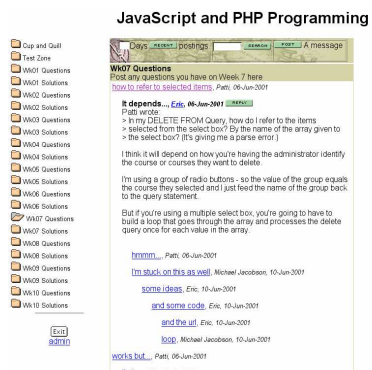 JavaScript and PHP Programming
Cup and Quill
Test Zone
Wk01 Questions
Wk01 Solutions
Wk02 Questions
Wk02 Solutions
Wk03 Questions
Wk03 Solutions
Wk04 Questions
Wk04 Solutions
Wk05 Questions
Wk05 Solutions
Wk06 Questions
Wk06 Solutions
Wk07 Questions
Wk07 Solutions
Wk08 Questions
Wk08 Solutions
Wk09 Questions
Wk09 Solutions
Wk10 Questions
Wk10 Solutions
Exit
admin
Days RECENT postings SEARCH POST A message
Wk07 Questions
Post any questions you have on Week 7 here
how to refer to selected items, Patti, 06-Jun-2001
It depends..., Eric, 06-Jun-2001 REPLY
Patti wrote:
> In my DELETE FROM Query, how do I refer to the items
> selected from the select box? By the name of the array given to
> the select box? (It's giving me a parse error.)
I think it will depend on how you're having the administrator identify
the course or courses they want to delete.
I'm using a group of radio buttons - so the value of the group equals
the course they selected and I just feed the name of the group back
to the query statement.
But if you're using a multiple select box, you're going to have to
build a loop that goes through the array and processes the delete
query once for each value in the array.
hmmm..., Patti, 06-Jun-2001
I'm stuck on this as well, Michael Jacobson, 10-Jun-2001
some ideas, Eric, 10-Jun-2001
and some code, Eric, 10-Jun-2001
and the url, Eric, 10-Jun-2001
loop, Michael Jacobson, 10-Jun-2001
works but..., Patti, 06-Jun-2001